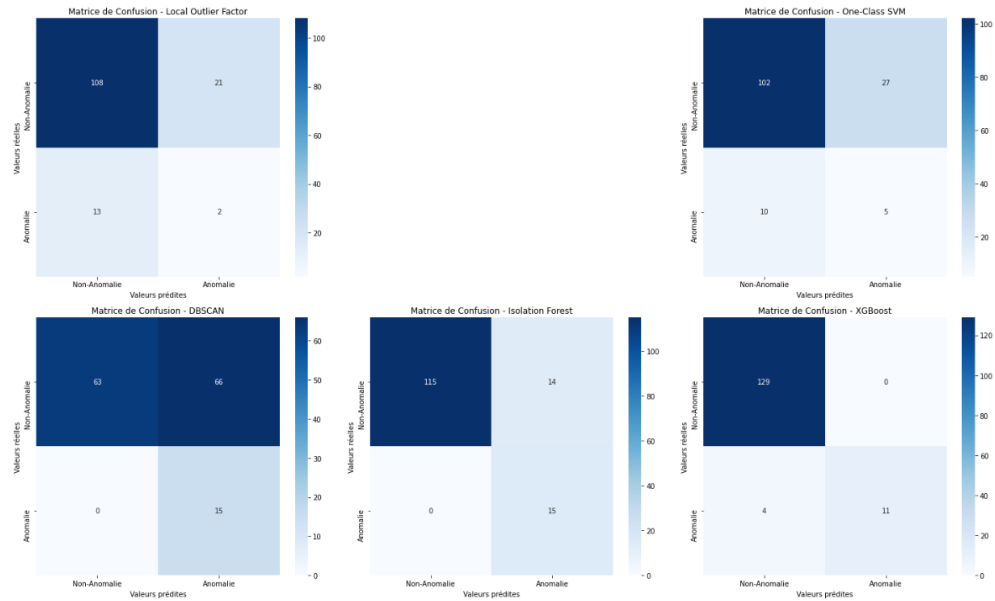 Matrice de Confusion - Local Outlier Factor
Valeurs réelles
Non-Anomalie
Anomalie
108
21
13
2
Non-Anomalie
Anomalie
Valeurs prédites
100
80
60
40
20
Matrice de Confusion - One-Class SVM
Valeurs réelles
Non-Anomalie
Anomalie
102
27
10
5
Non-Anomalie
Anomalie
Valeurs prédites
100
80
60
40
20
Matrice de Confusion - DBSCAN
Valeurs réelles
Non-Anomalie
Anomalie
63
66
0
15
Non-Anomalie
Anomalie
Valeurs prédites
60
50
40
30
20
10
0
Matrice de Confusion - Isolation Forest
Valeurs réelles
Non-Anomalie
Anomalie
115
14
0
15
Non-Anomalie
Anomalie
Valeurs prédites
100
80
60
40
20
0
Matrice de Confusion - XGBoost
Valeurs réelles
Non-Anomalie
Anomalie
129
0
4
11
Non-Anomalie
Anomalie
Valeurs prédites
120
100
80
60
40
20
0